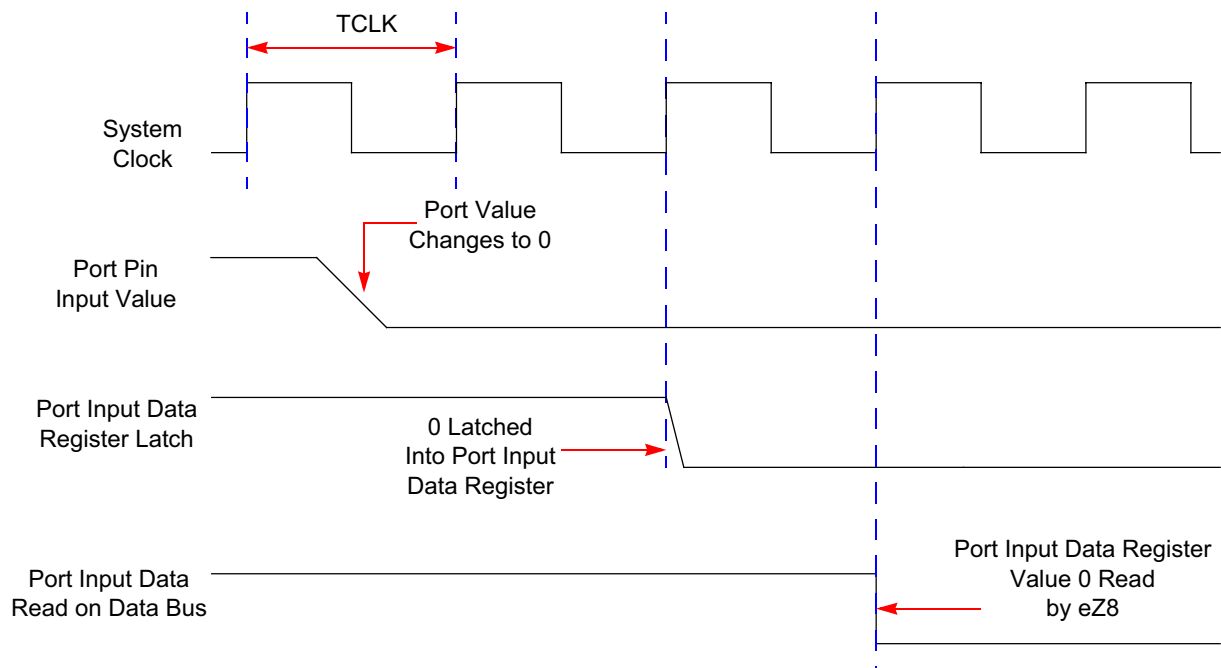 TCLK
System
Clock
Port Value
Changes to 0
Port Pin
Input Value
Port Input Data
Register Latch
0 Latched
Into Port Input
Data Register
Port Input Data
Read on Data Bus
Port Input Data Register
Value 0 Read
by eZ8